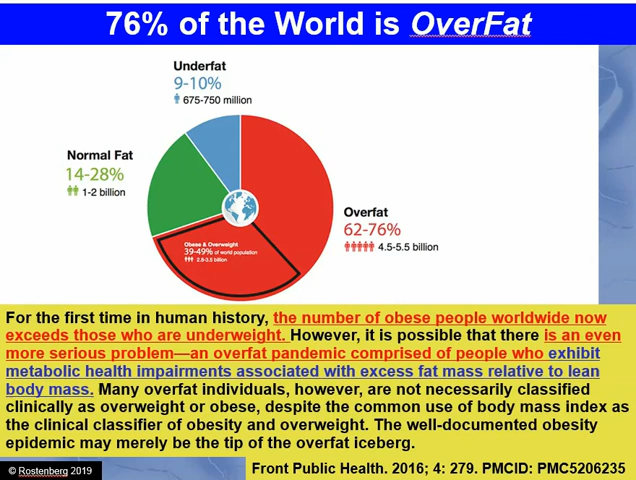 76% of the World is OverFat
Underfat
9-10%
675-750 million
Normal Fat
14-28%
1-2 billion
Overfat
62-76%
4.5-5.5 billion
Obese & Overweight
39-49% of world population
2.8-3.5 billion
For the first time in human history, the number of obese people worldwide now
exceeds those who are underweight. However, it is possible that there is an even
more serious problem—an overfat pandemic comprised of people who exhibit
metabolic health impairments associated with excess fat mass relative to lean
body mass. Many overfat individuals, however, are not necessarily classified
clinically as overweight or obese, despite the common use of body mass index as
the clinical classifier of obesity and overweight. The well-documented obesity
epidemic may merely be the tip of the overfat iceberg.
© Rostenberg 2019
Front Public Health. 2016; 4: 279. PMCID: PMC5206235